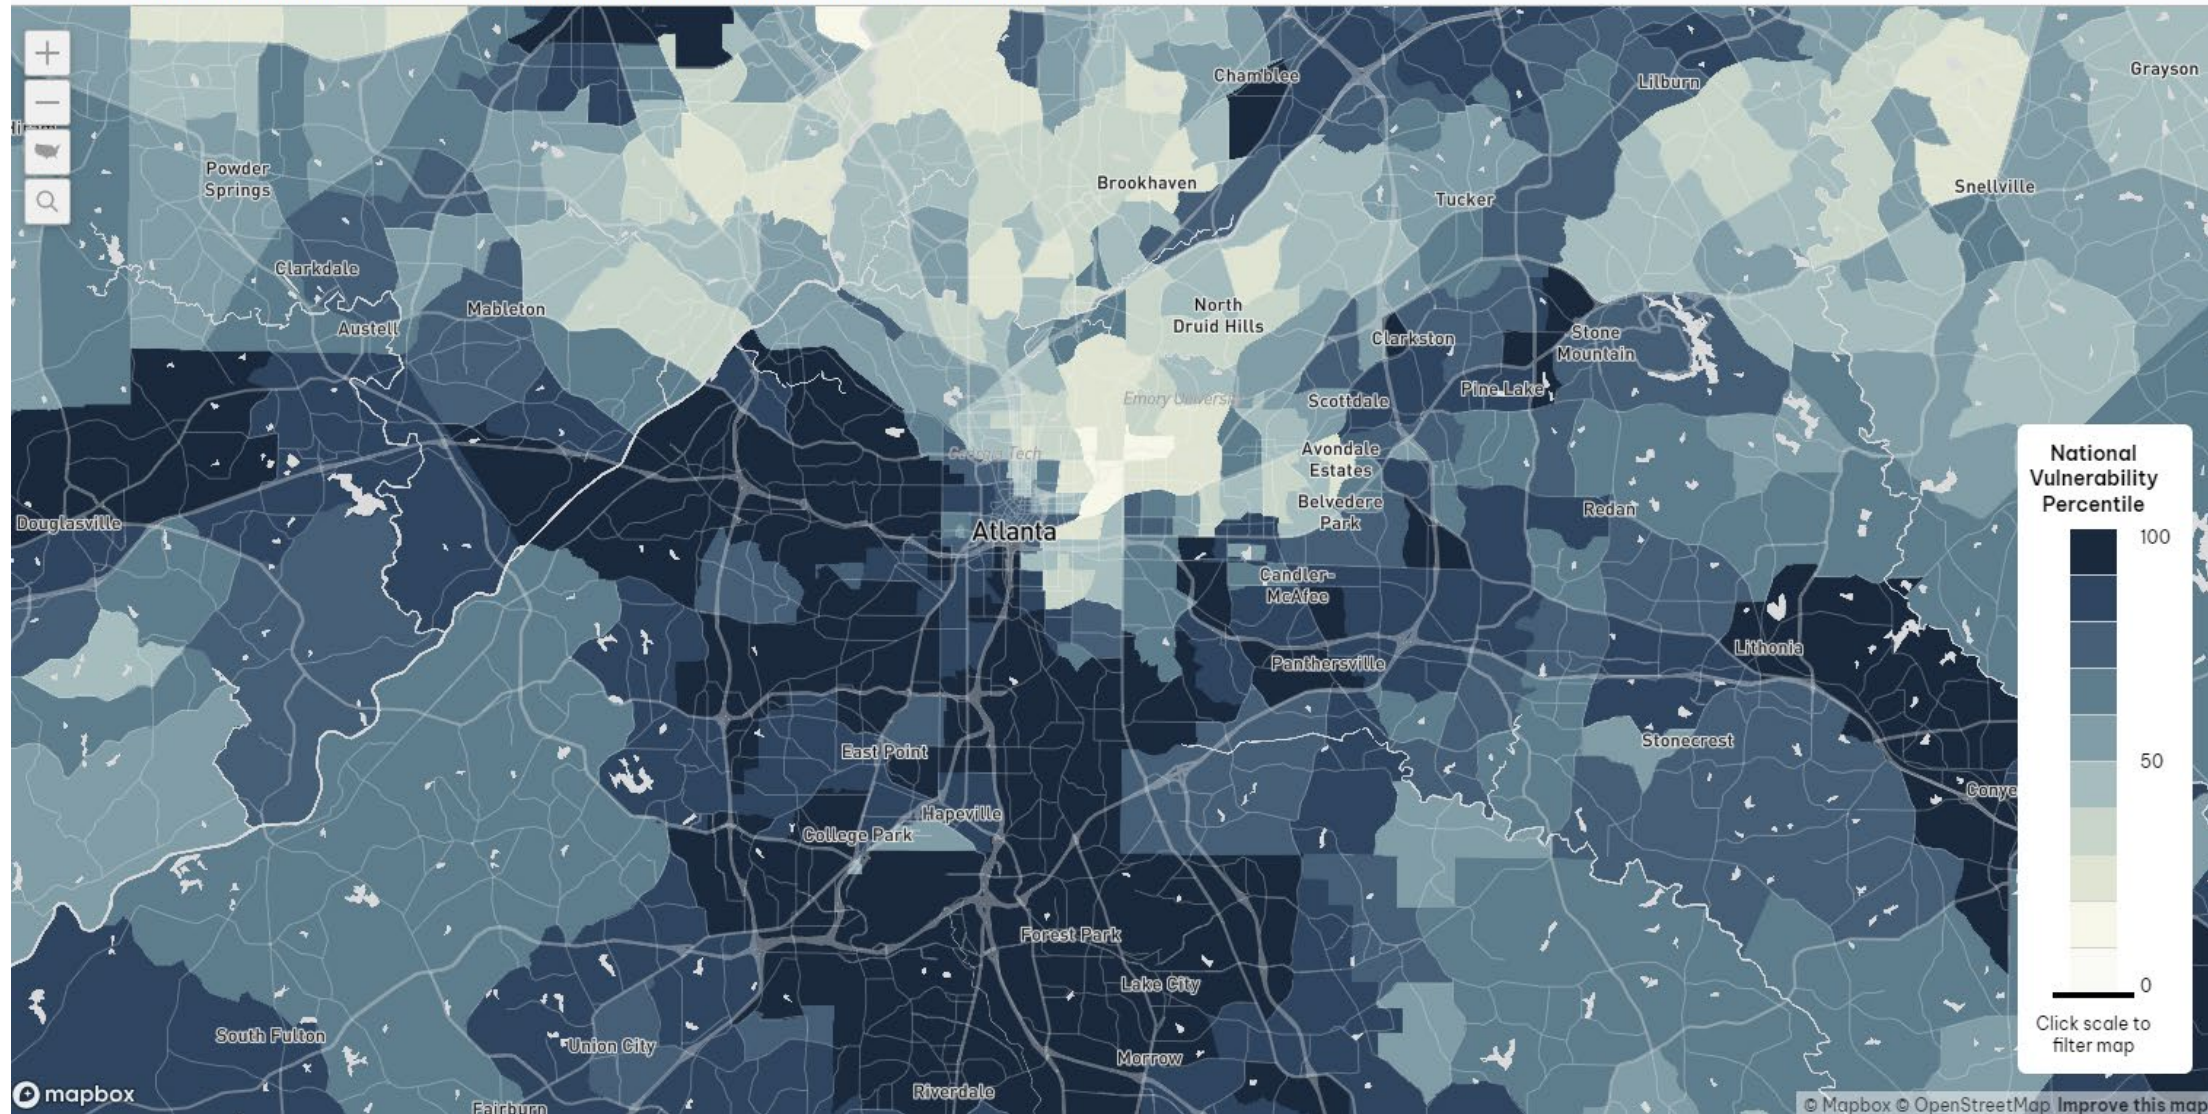 Chamblee
Lilburn
Grayson
Powder
Springs
Brookhaven
Tucker
Snellville
Clarkdale
Mableton
Austell
North
Druid Hills
Clarkston
Stone
Mountain
Emory University
Scottdale
Pine Lake
Georgia Tech
Avondale
Estates
Belvedere
Park
Redan
Douglasville
Atlanta
Candler-
McAfee
Panthersville
Lithonia
East Point
Stonecrest
Hapeville
College Park
Conye
Forest Park
Lake City
South Fulton
Union City
Morrow
Riverdale
Fairburn
National
Vulnerability
Percentile
100
50
0
Click scale to
filter map
mapbox
© Mapbox © OpenStreetMap Improve this map